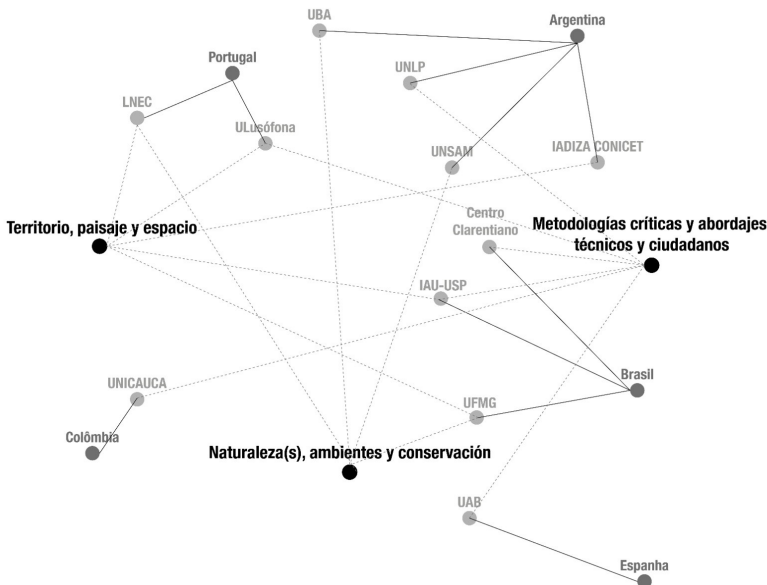 UBA
Argentina
Portugal
UNLP
LNEC
ULusófona
UNSAM
IADIZA CONICET
Territorio, paisaje y espacio
Centro
Clarentiano
Metodologías críticas y abordajes
técnicos y ciudadanos
IAU-USP
UNICAUCA
Brasil
UFMG
Colômbia
Naturaleza(s), ambientes y conservación
UAB
Espanha